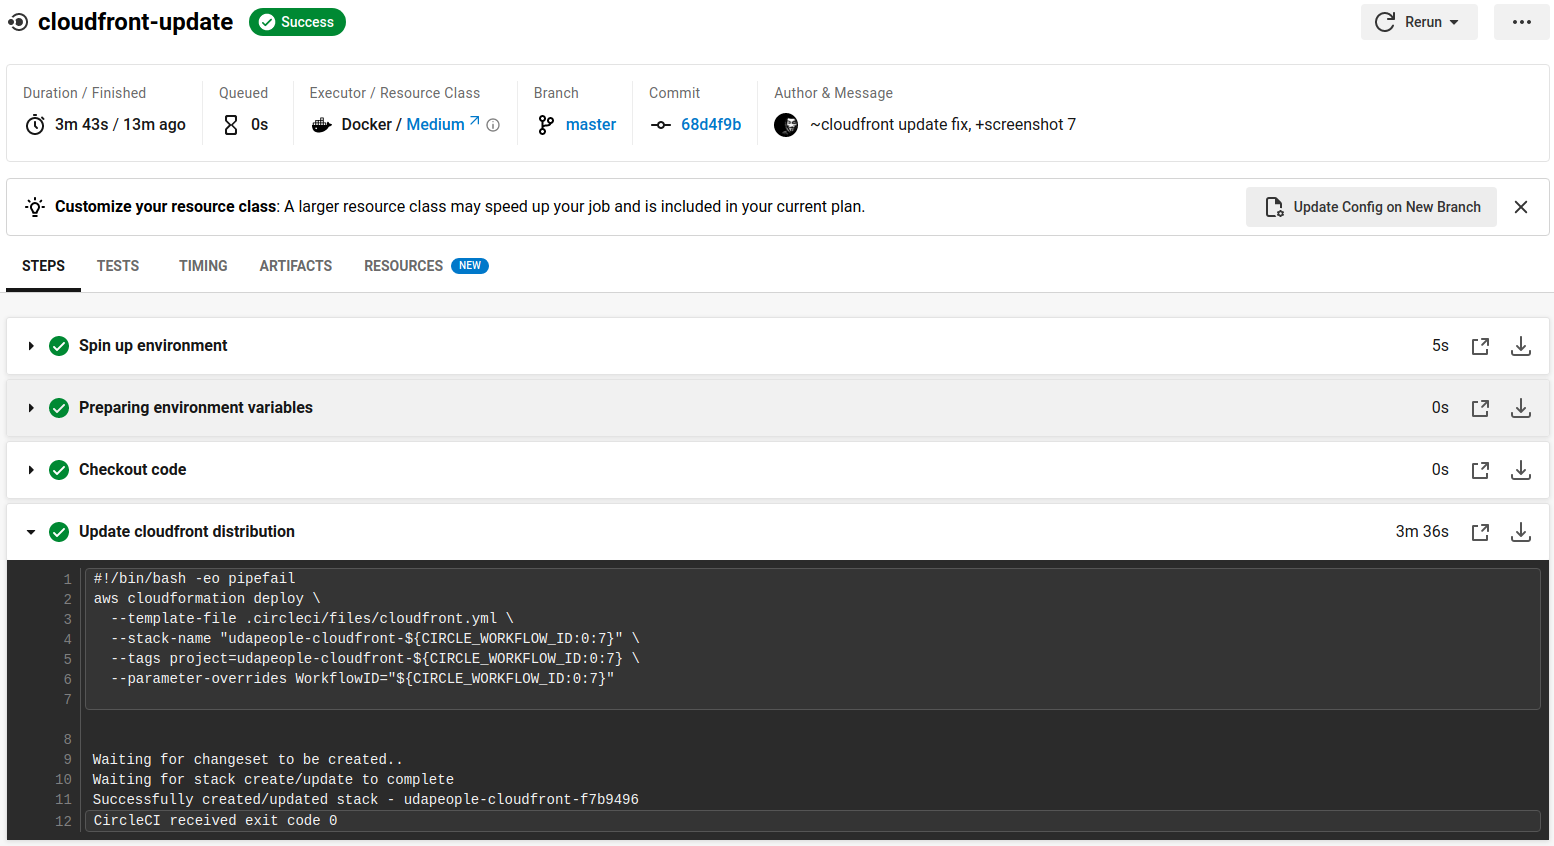 cloudfront-update Success Rerun
Duration / Finished Queued Executor / Resource Class Branch Commit Author & Message
3m 43s / 13m ago 0s Docker / Medium master 68d4f9b ~cloudfront update fix, +screenshot 7
Customize your resource class: A larger resource class may speed up your job and is included in your current plan. Update Config on New Branch
STEPS TESTS TIMING ARTIFACTS RESOURCES NEW
Spin up environment 5s
Preparing environment variables 0s
Checkout code 0s
Update cloudfront distribution 3m 36s
1 #!/bin/bash -eo pipefail
2 aws cloudformation deploy \
3 --template-file .circleci/files/cloudfront.yml \
4 --stack-name "udapeople-cloudfront-${CIRCLE_WORKFLOW_ID:0:7}" \
5 --tags project=udapeople-cloudfront-${CIRCLE_WORKFLOW_ID:0:7} \
6 --parameter-overrides WorkflowID="${CIRCLE_WORKFLOW_ID:0:7}"
7
8
9 Waiting for changeset to be created..
10 Waiting for stack create/update to complete
11 Successfully created/updated stack - udapeople-cloudfront-f7b9496
12 CircleCI received exit code 0